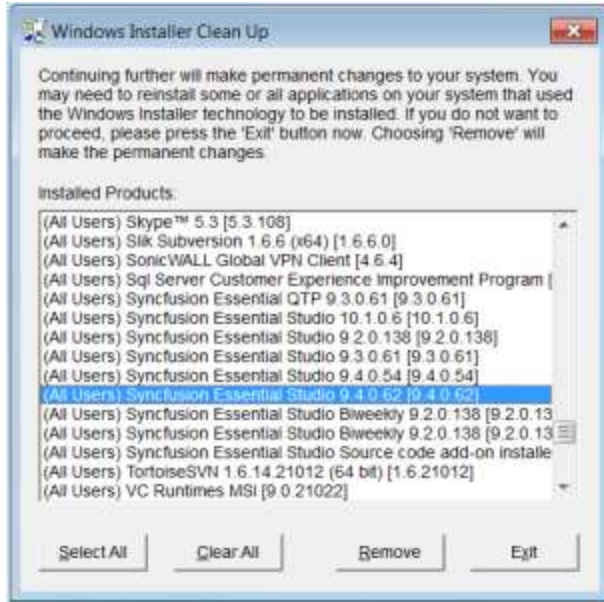 Windows Installer Clean Up
Continuing further will make permanent changes to your system. You
may need to reinstall some or all applications on your system that used
the Windows Installer technology to be installed. If you do not want to
proceed, please press the 'Exit' button now. Choosing 'Remove' will
make the permanent changes.
Installed Products:
(All Users) Skype™ 5.3 [5.3.108]
(All Users) Slik Subversion 1.6.6 (x64) [1.6.6.0]
(All Users) SonicWALL Global VPN Client [4.6.4]
(All Users) Sql Server Customer Experience Improvement Program [
(All Users) Syncfusion Essential QTP 9.3.0.61 [9.3.0.61]
(All Users) Syncfusion Essential Studio 10.1.0.6 [10.1.0.6]
(All Users) Syncfusion Essential Studio 9.2.0.138 [9.2.0.138]
(All Users) Syncfusion Essential Studio 9.3.0.61 [9.3.0.61]
(All Users) Syncfusion Essential Studio 9.4.0.54 [9.4.0.54]
(All Users) Syncfusion Essential Studio 9.4.0.62 [9.4.0.62]
(All Users) Syncfusion Essential Studio Biweekly 9.2.0.138 [9.2.0.13
(All Users) Syncfusion Essential Studio Biweekly 9.2.0.138 [9.2.0.13
(All Users) Syncfusion Essential Studio Source code add-on installe
(All Users) TortoiseSVN 1.6.14.21012 (64 bit) [1.6.21012]
(All Users) VC Runtimes MSI [9.0.21022]
Select All Clear All Remove Exit